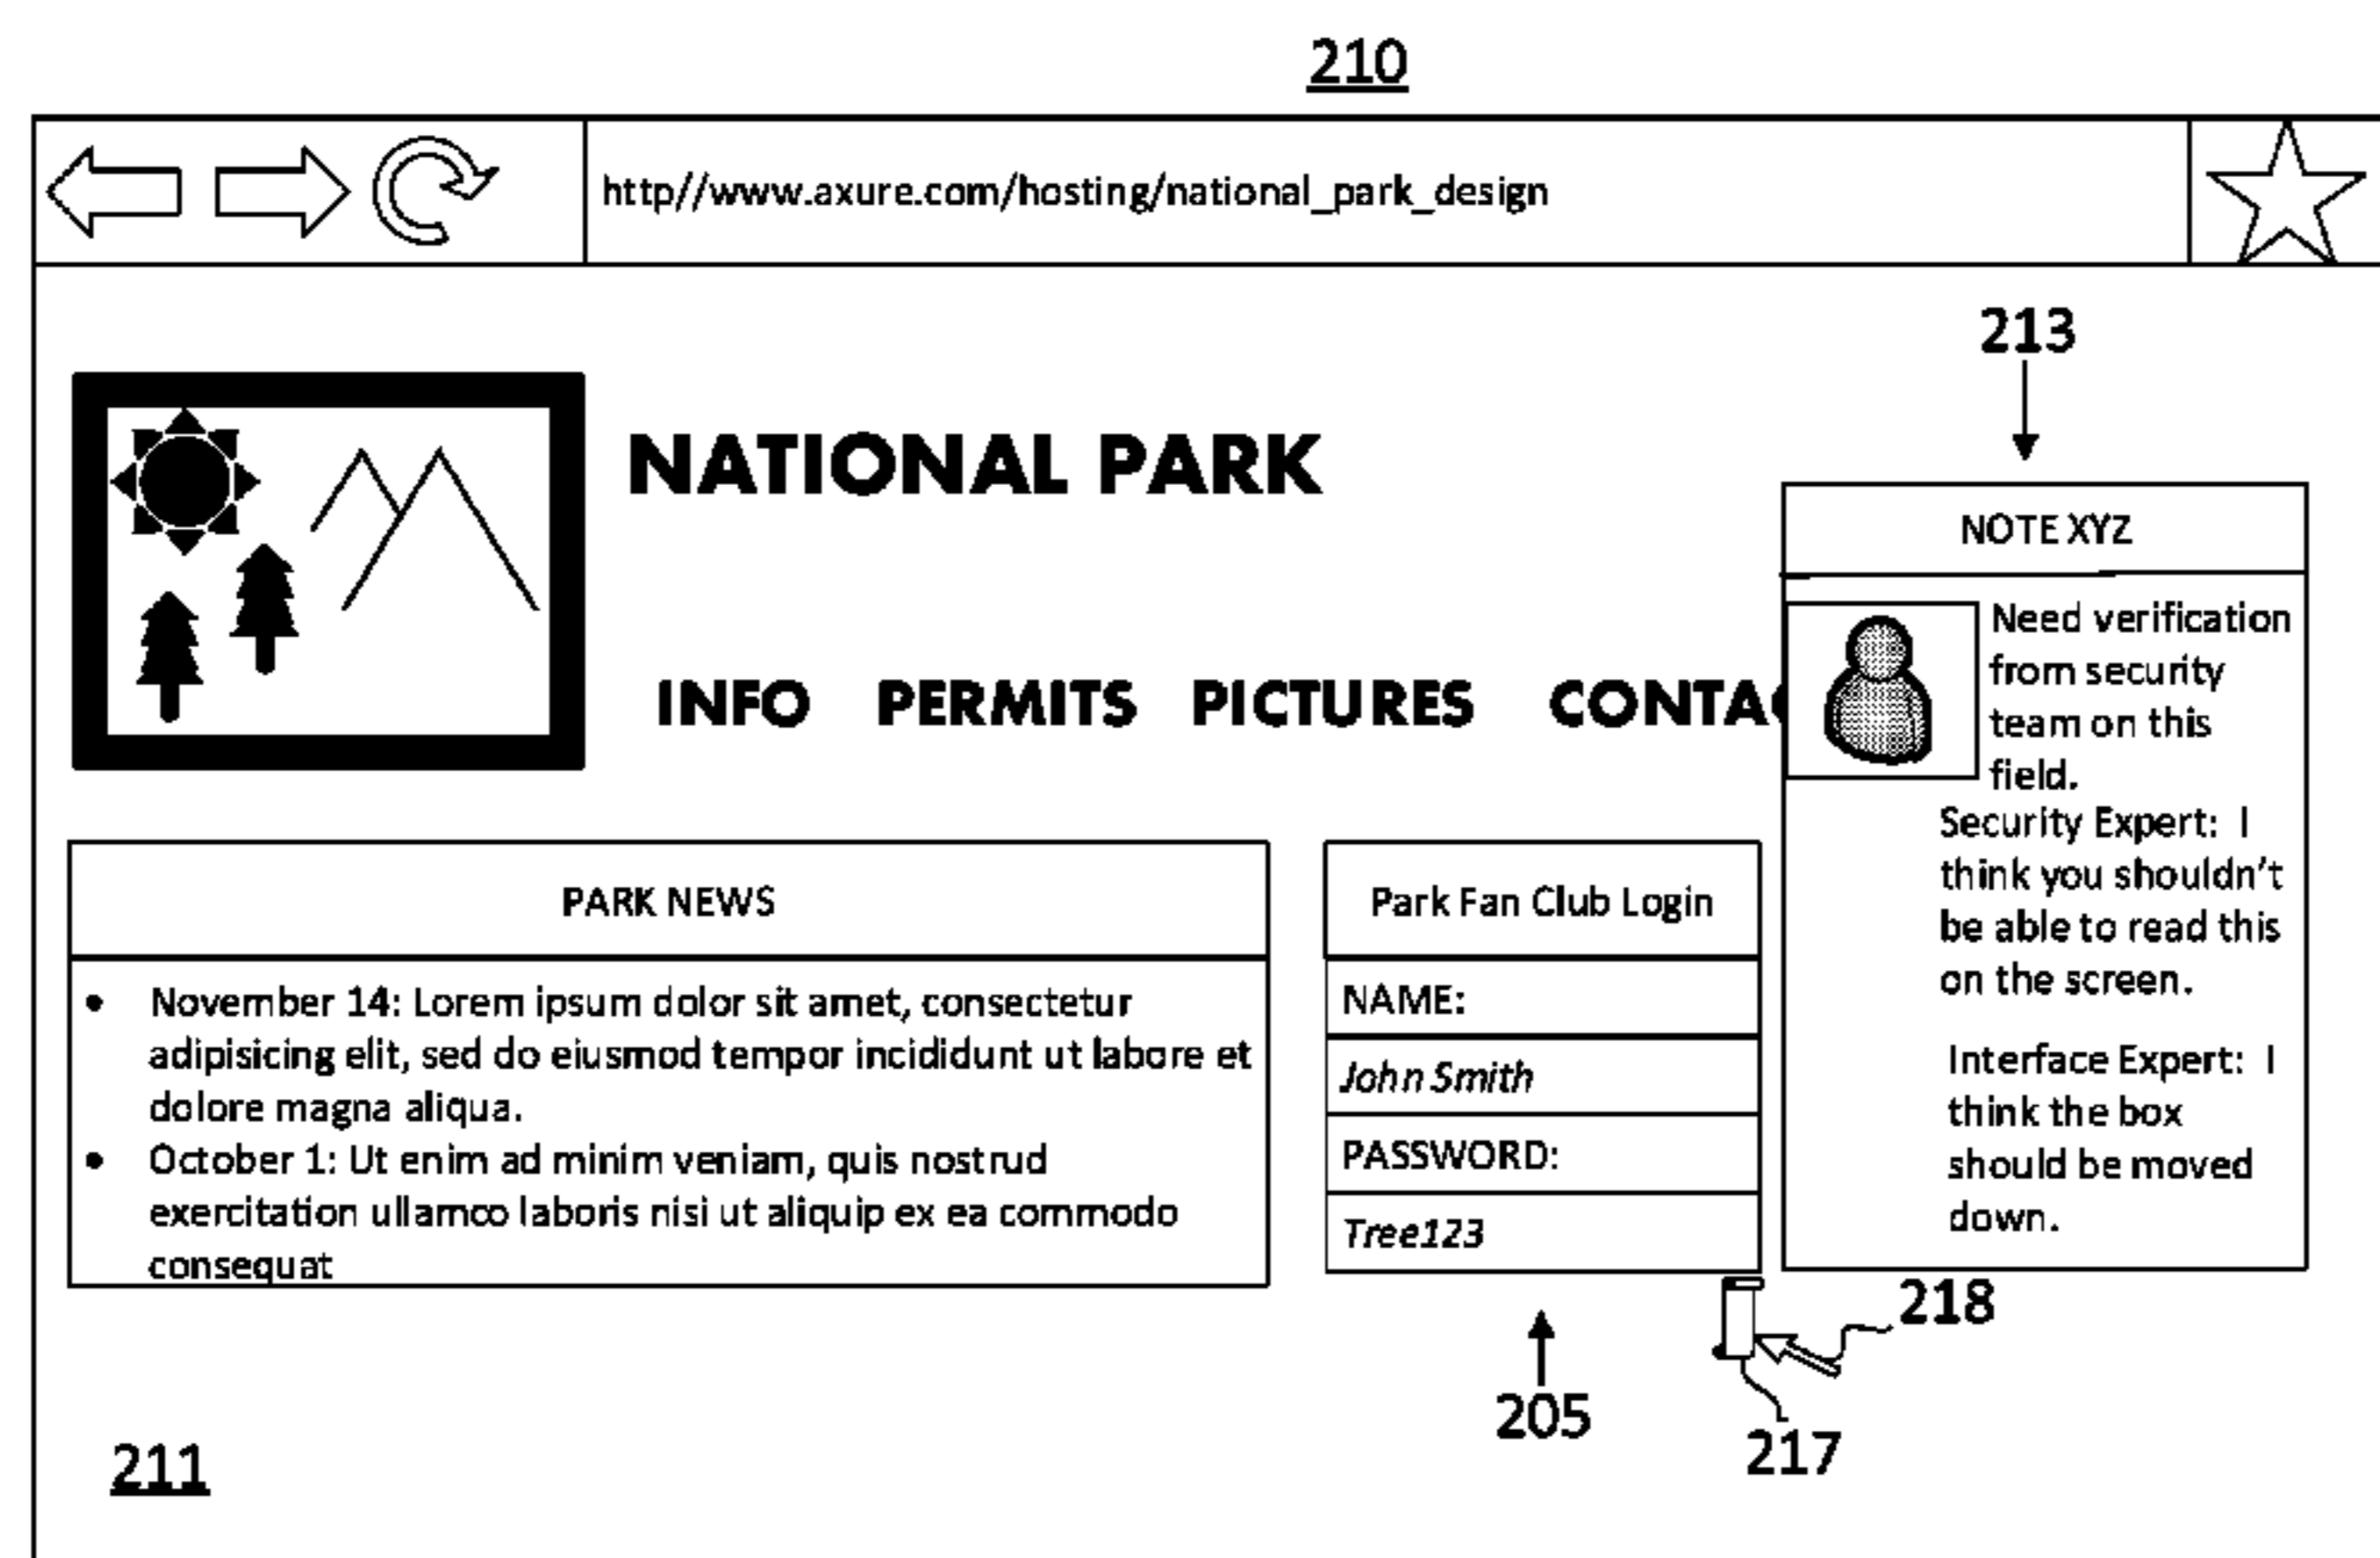 210
http//www.axure.com/hosting/national_park_design
213
NATIONAL PARK
INFO PERMITS PICTURES CONTAC
NOTE XYZ
Need verification
from security
team on this
field.
Security Expert: I
think you shouldn't
be able to read this
on the screen.
Interface Expert: I
think the box
should be moved
down.
PARK NEWS
• November 14: Lorem ipsum dolor sit amet, consectetur
adipisicing elit, sed do eiusmod tempor incididunt ut labore et
dolore magna aliqua.
• October 1: Ut enim ad minim veniam, quis nostrud
exercitation ullamco laboris nisi ut aliquip ex ea commodo
consequat
Park Fan Club Login
NAME:
John Smith
PASSWORD:
Tree123
218
205
217
211